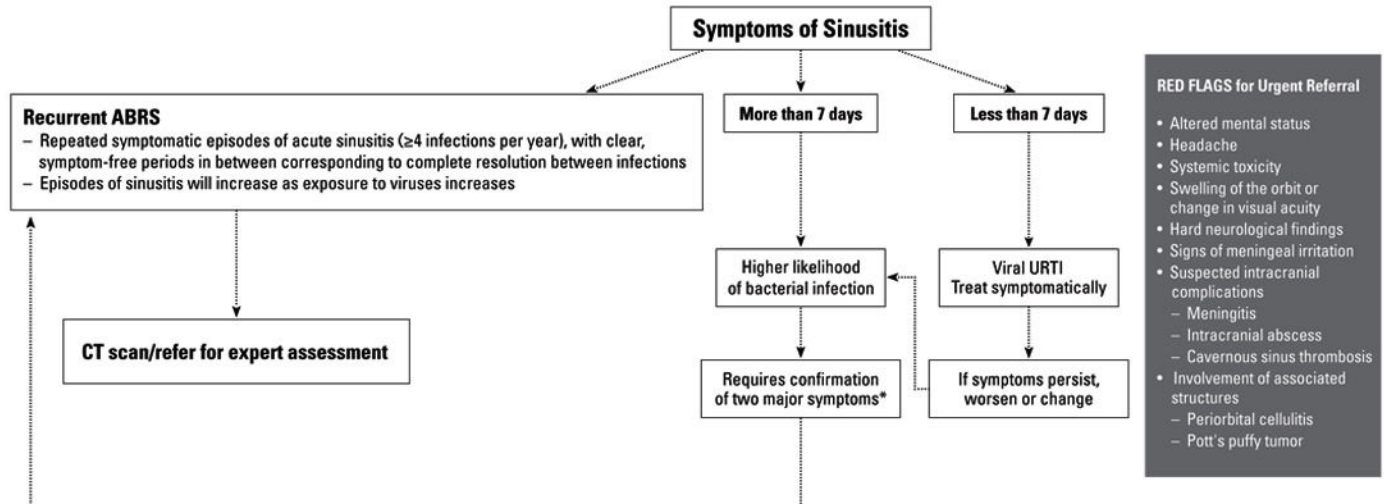 Symptoms of Sinusitis
Recurrent ABRS
– Repeated symptomatic episodes of acute sinusitis (≥4 infections per year), with clear,
symptom-free periods in between corresponding to complete resolution between infections
– Episodes of sinusitis will increase as exposure to viruses increases
More than 7 days
Less than 7 days
Higher likelihood
of bacterial infection
Viral URTI
Treat symptomatically
CT scan/refer for expert assessment
Requires confirmation
of two major symptoms*
If symptoms persist,
worsen or change
RED FLAGS for Urgent Referral
• Altered mental status
• Headache
• Systemic toxicity
• Swelling of the orbit or
change in visual acuity
• Hard neurological findings
• Signs of meningeal irritation
• Suspected intracranial
complications
– Meningitis
– Intracranial abscess
– Cavernous sinus thrombosis
• Involvement of associated
structures
– Periorbital cellulitis
– Pott's puffy tumor